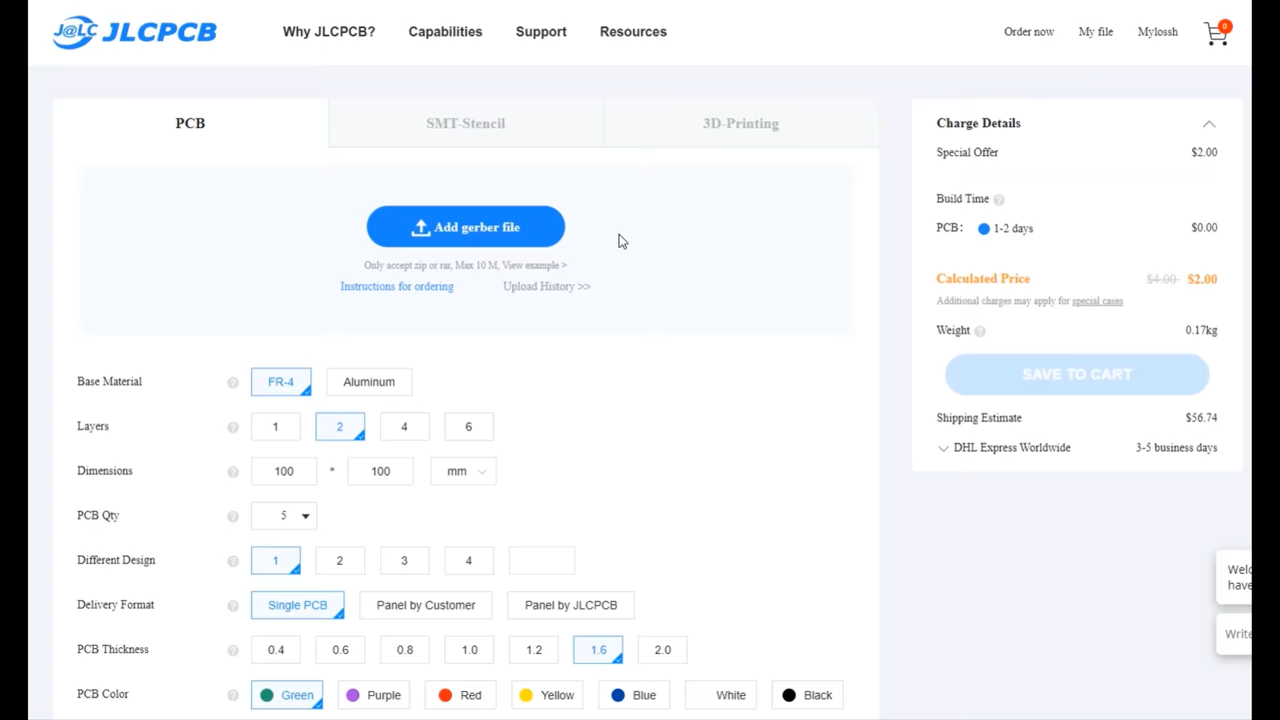 J@LC JLCPCB
Why JLCPCB? Capabilities Support Resources
Order now My file Mylossh 0
PCB SMT-Stencil 3D-Printing
Add gerber file
Only accept zip or rar, Max 10 M, View example >
Instructions for ordering Upload History >>
Base Material ? FR-4 Aluminum
Layers ? 1 2 4 6
Dimensions ? 100 * 100 mm
PCB Qty ? 5
Different Design ? 1 2 3 4
Delivery Format ? Single PCB Panel by Customer Panel by JLCPCB
PCB Thickness ? 0.4 0.6 0.8 1.0 1.2 1.6 2.0
PCB Color ? Green Purple Red Yellow Blue White Black
Charge Details
Special Offer $2.00
Build Time ?
PCB: 1-2 days $0.00
Calculated Price $4.00 $2.00
Additional charges may apply for special cases
Weight ? 0.17kg
SAVE TO CART
Shipping Estimate $56.74
DHL Express Worldwide 3-5 business days
Welc
have
Write